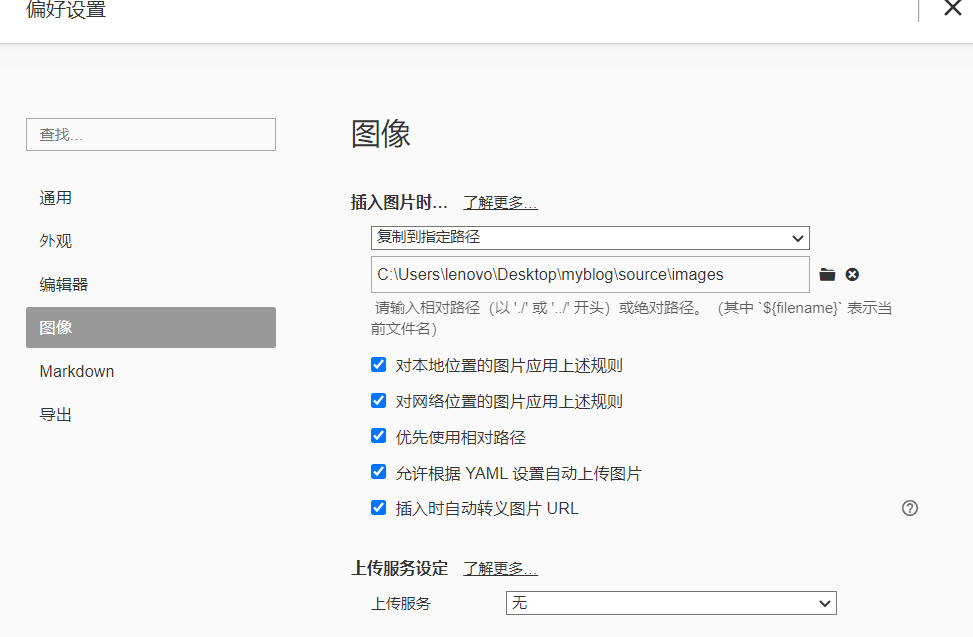 偏好设置
查找…
通用
外观
编辑器
图像
Markdown
导出
图像
插入图片时… 了解更多…
复制到指定路径
C:\Users\lenovo\Desktop\myblog\source\images
请输入相对路径（以 './' 或 '../' 开头）或绝对路径。（其中 `${filename}` 表示当
前文件名）
对本地位置的图片应用上述规则
对网络位置的图片应用上述规则
优先使用相对路径
允许根据 YAML 设置自动上传图片
插入时自动转义图片 URL
上传服务设定 了解更多…
上传服务 无